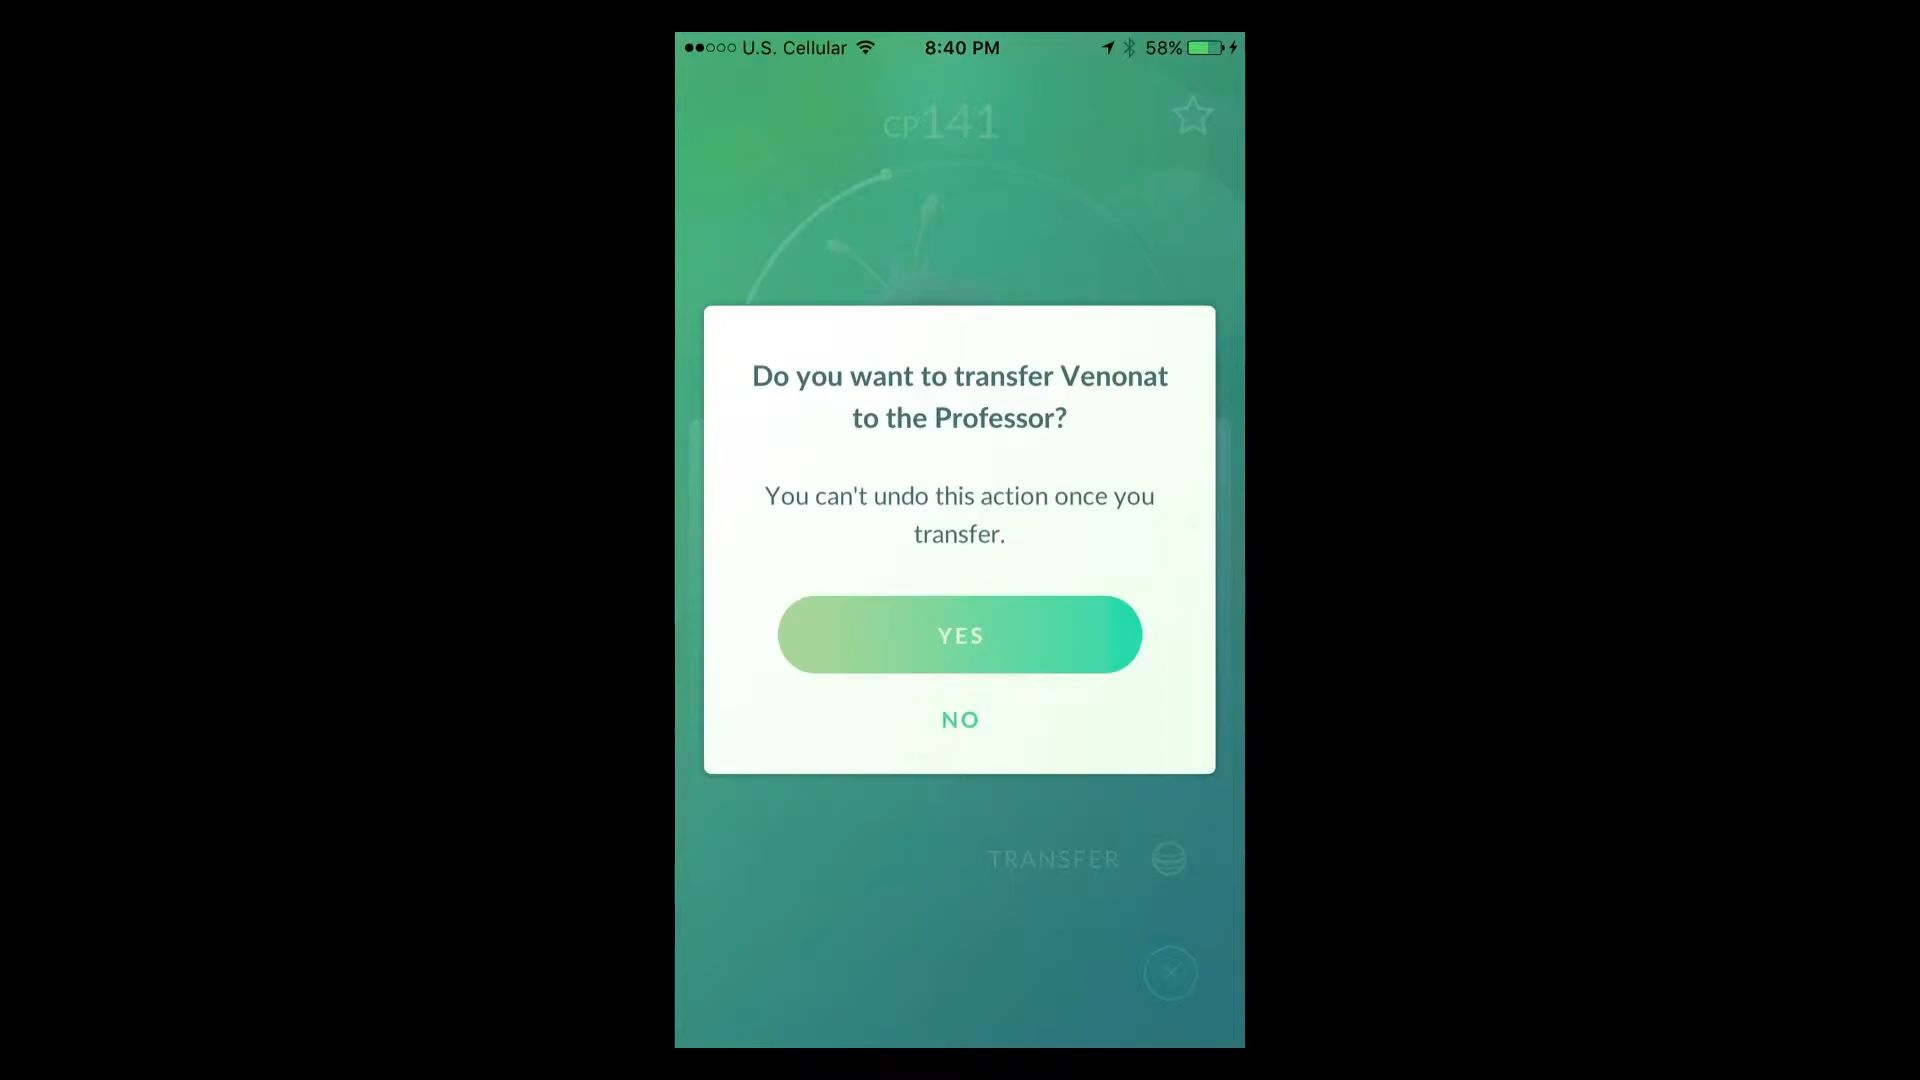 U.S. Cellular 8:40 PM 58%
CP141
Do you want to transfer Venonat
to the Professor?
You can't undo this action once you
transfer.
YES
NO
TRANSFER